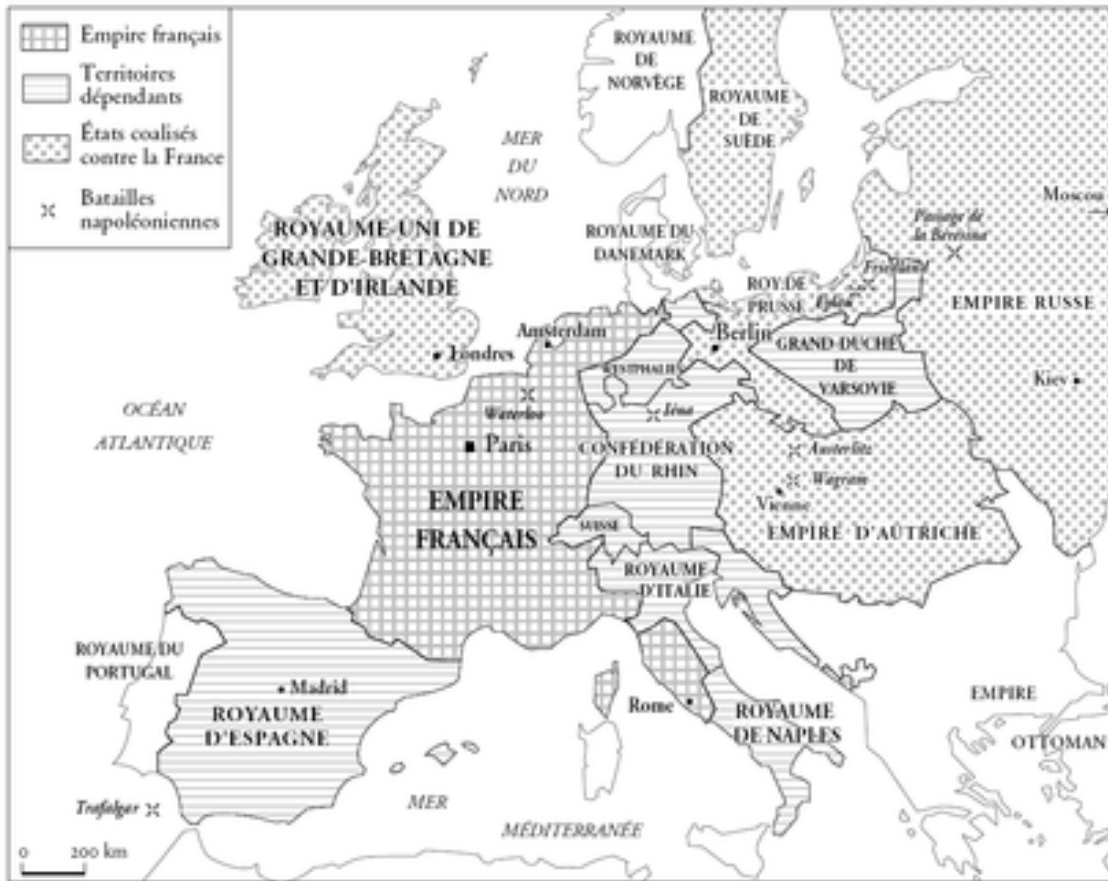 Empire français
Territoires
dépendants
États coalisés
contre la France
Batailles
napoléoniennes
ROYAUME
DE
NORVÈGE
ROYAUME
DE
SUÈDE
MER
DU
NORD
Moscou
Passage de
la Beresina
ROYAUME-UNI DE
GRANDE-BRETAGNE
ET D'IRLANDE
ROYAUME DU
DANEMARK
Friedland
ROY. DE
PRUSSE
Eylau
EMPIRE RUSSE
Amsterdam
Berlin
Londres
GRAND-DUCHÉ
DE
VARSOVIE
WESTPHALIE
Kiev
OCÉAN
ATLANTIQUE
Waterloo
Iéna
Paris
CONFÉDÉRATION
DU RHIN
Austerlitz
Wagram
Vienne
EMPIRE
FRANÇAIS
SUISSE
EMPIRE D'AUTRICHE
ROYAUME
D'ITALIE
ROYAUME DU
PORTUGAL
Madrid
ROYAUME
D'ESPAGNE
Rome
ROYAUME
DE NAPLES
EMPIRE
OTTOMAN
Trafalgar
MER
MÉDITERRANÉE
0 200 km